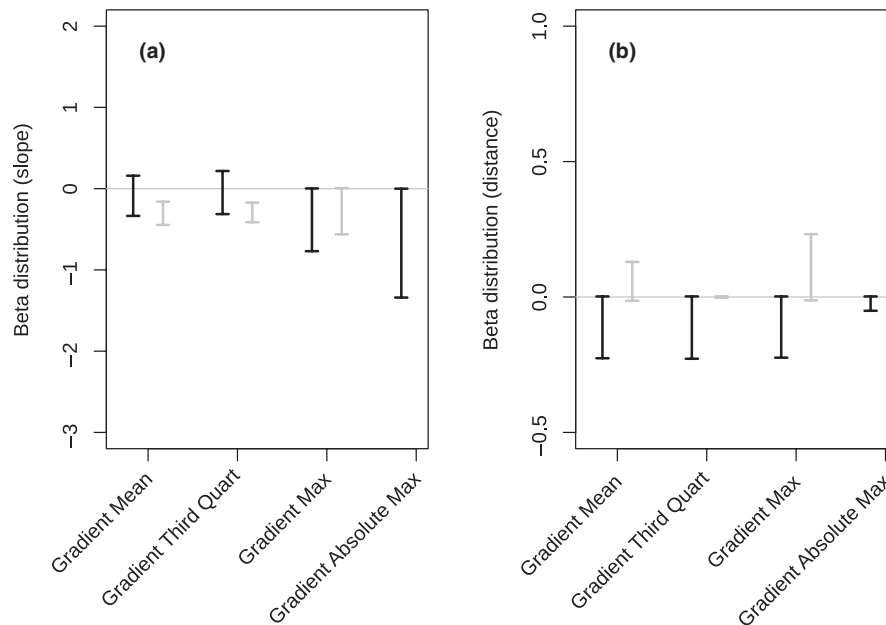 (a)
Beta distribution (slope)
2
1
0
−1
−2
−3
Gradient Mean
Gradient Third Quart
Gradient Max
Gradient Absolute Max
(b)
Beta distribution (distance)
1.0
0.5
0.0
−0.5
Gradient Mean
Gradient Third Quart
Gradient Max
Gradient Absolute Max